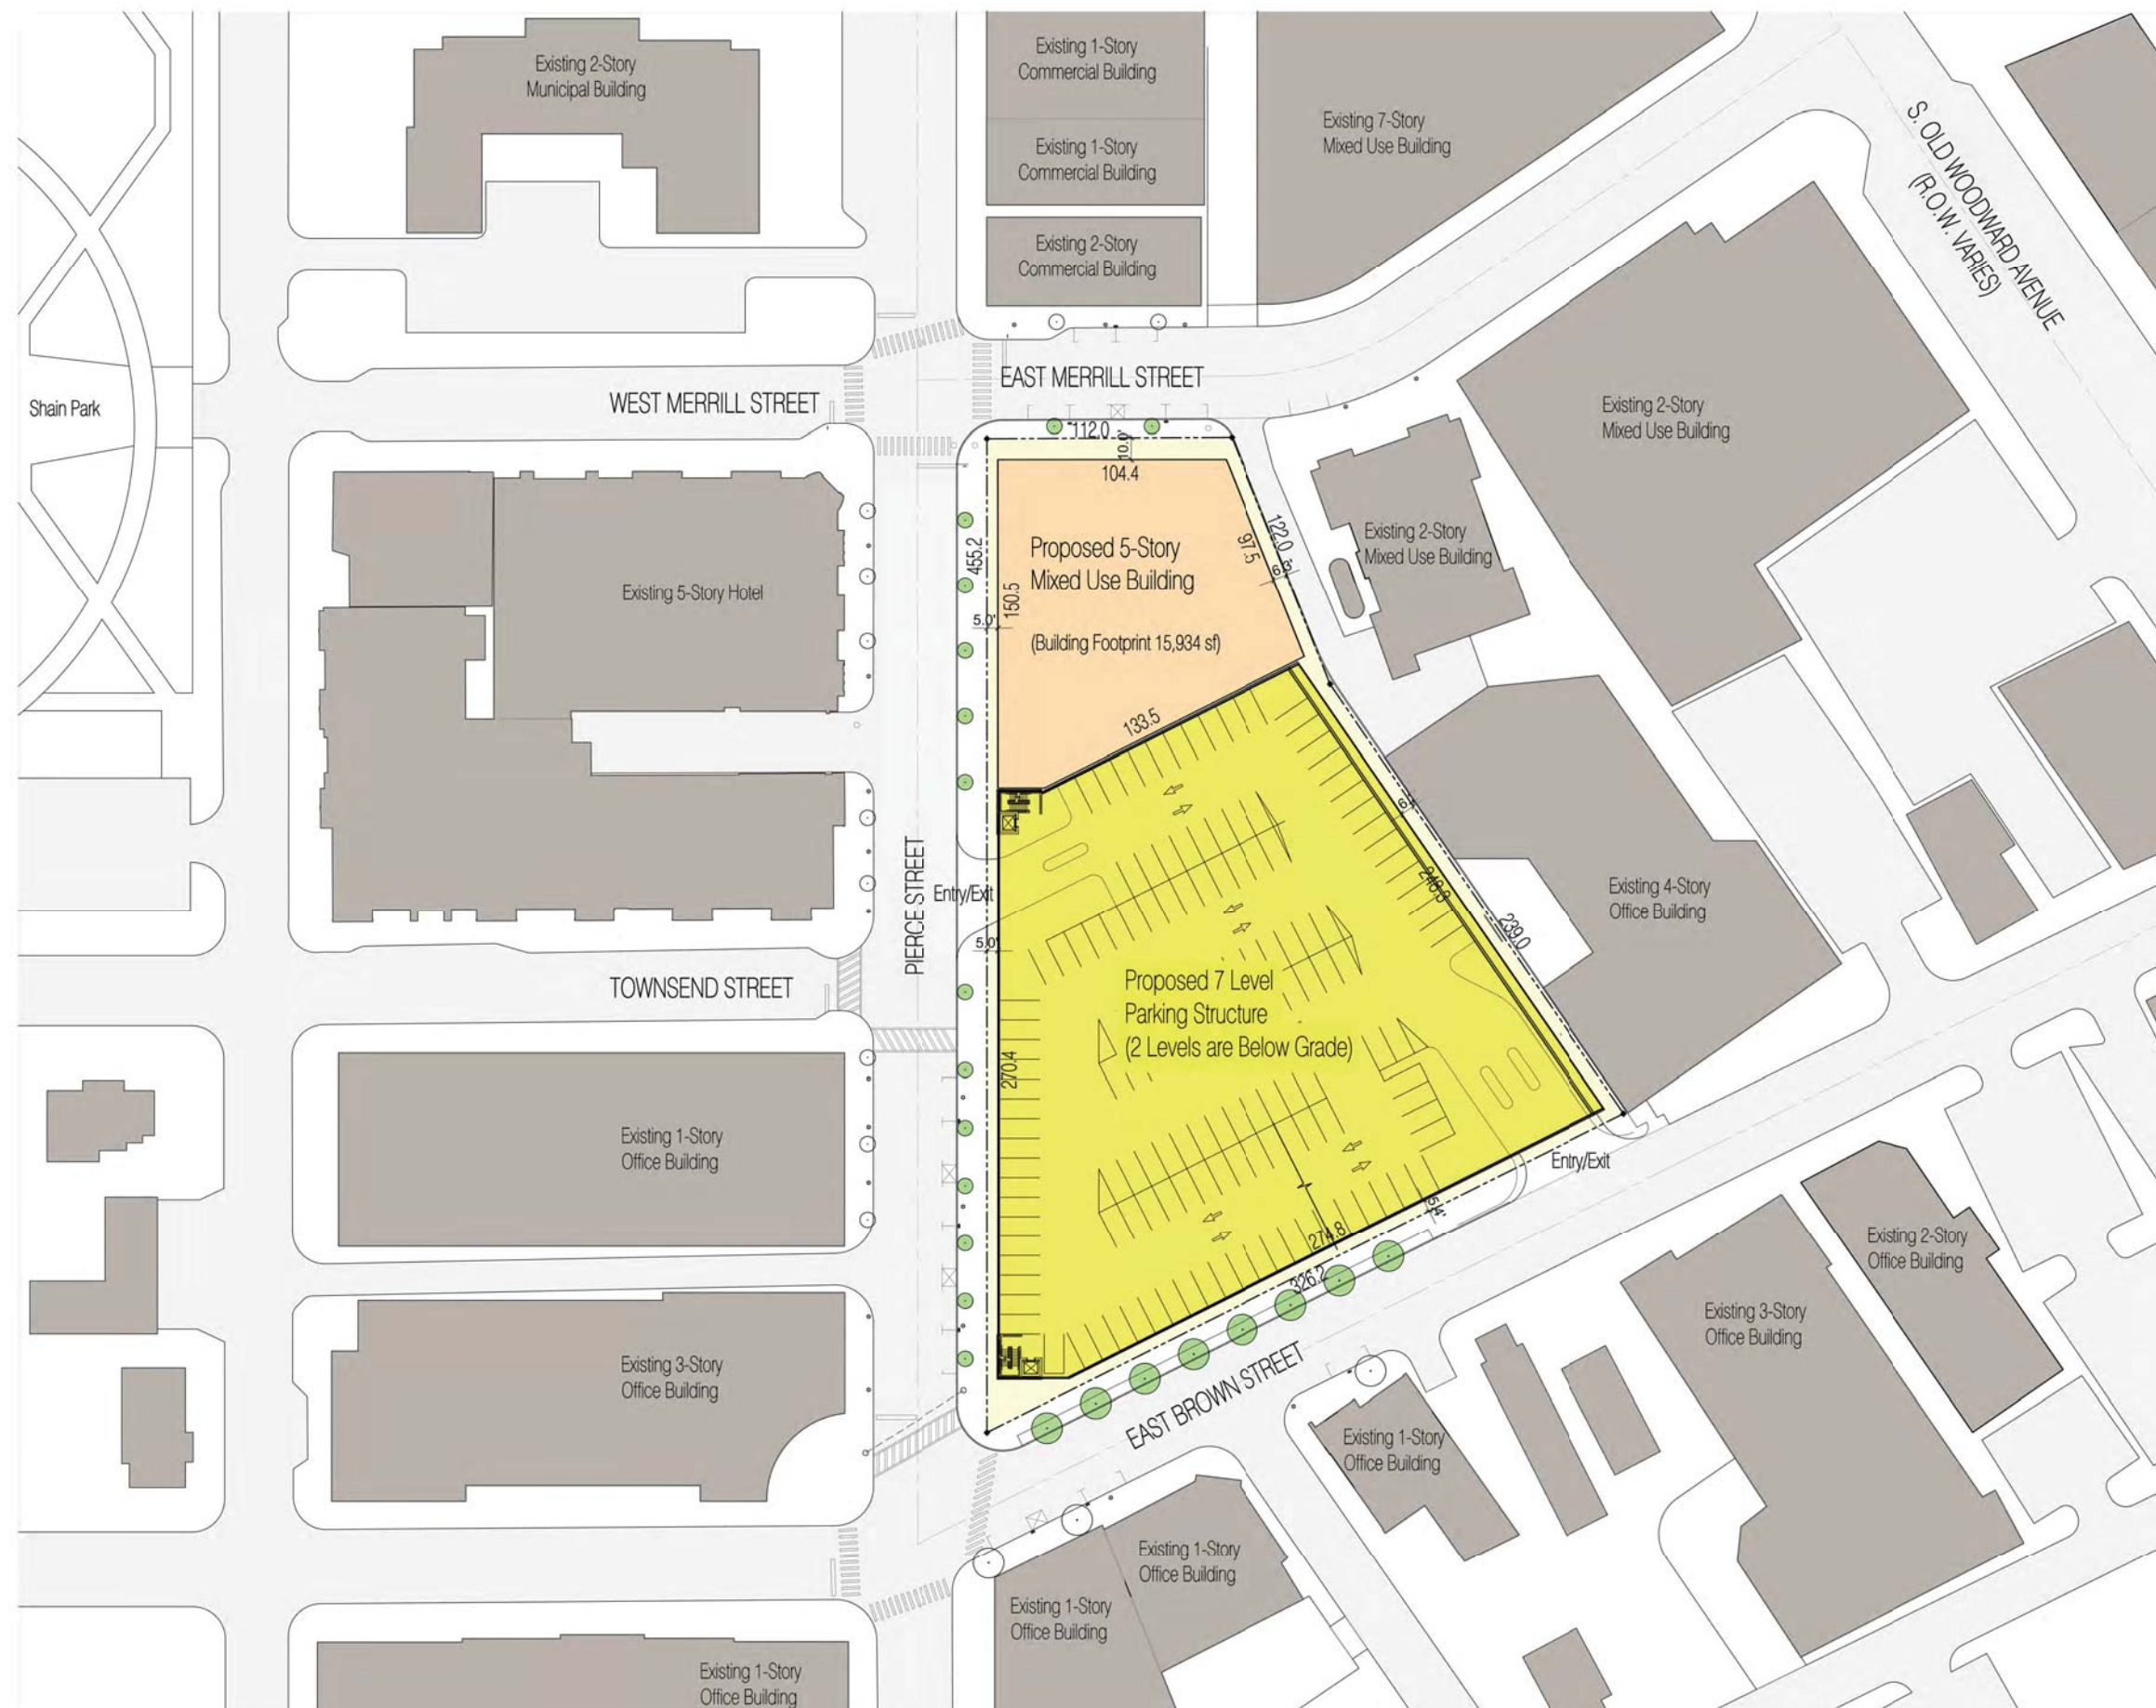 Existing 2-Story
Municipal Building
Existing 1-Story
Commercial Building
Existing 1-Story
Commercial Building
Existing 2-Story
Commercial Building
Existing 7-Story
Mixed Use Building
S. OLD WOODWARD AVENUE
(R.O.W. VARIES)
Shain Park
WEST MERRILL STREET
EAST MERRILL STREET
112.0
10.0'
104.4
Existing 2-Story
Mixed Use Building
Existing 5-Story Hotel
455.2
150.5
5.0'
Proposed 5-Story
Mixed Use Building
(Building Footprint 15,934 sf)
97.5
122.0
6.3'
Existing 2-Story
Mixed Use Building
133.5
PIERCE STREET
Entry/Exit
5.0'
239.0
Existing 4-Story
Office Building
TOWNSEND STREET
Proposed 7 Level
Parking Structure
(2 Levels are Below Grade)
270.4
Existing 1-Story
Office Building
Entry/Exit
5.4'
274.8
326.2
EAST BROWN STREET
Existing 2-Story
Office Building
Existing 3-Story
Office Building
Existing 3-Story
Office Building
Existing 1-Story
Office Building
Existing 1-Story
Office Building
Existing 1-Story
Office Building
Existing 1-Story
Office Building